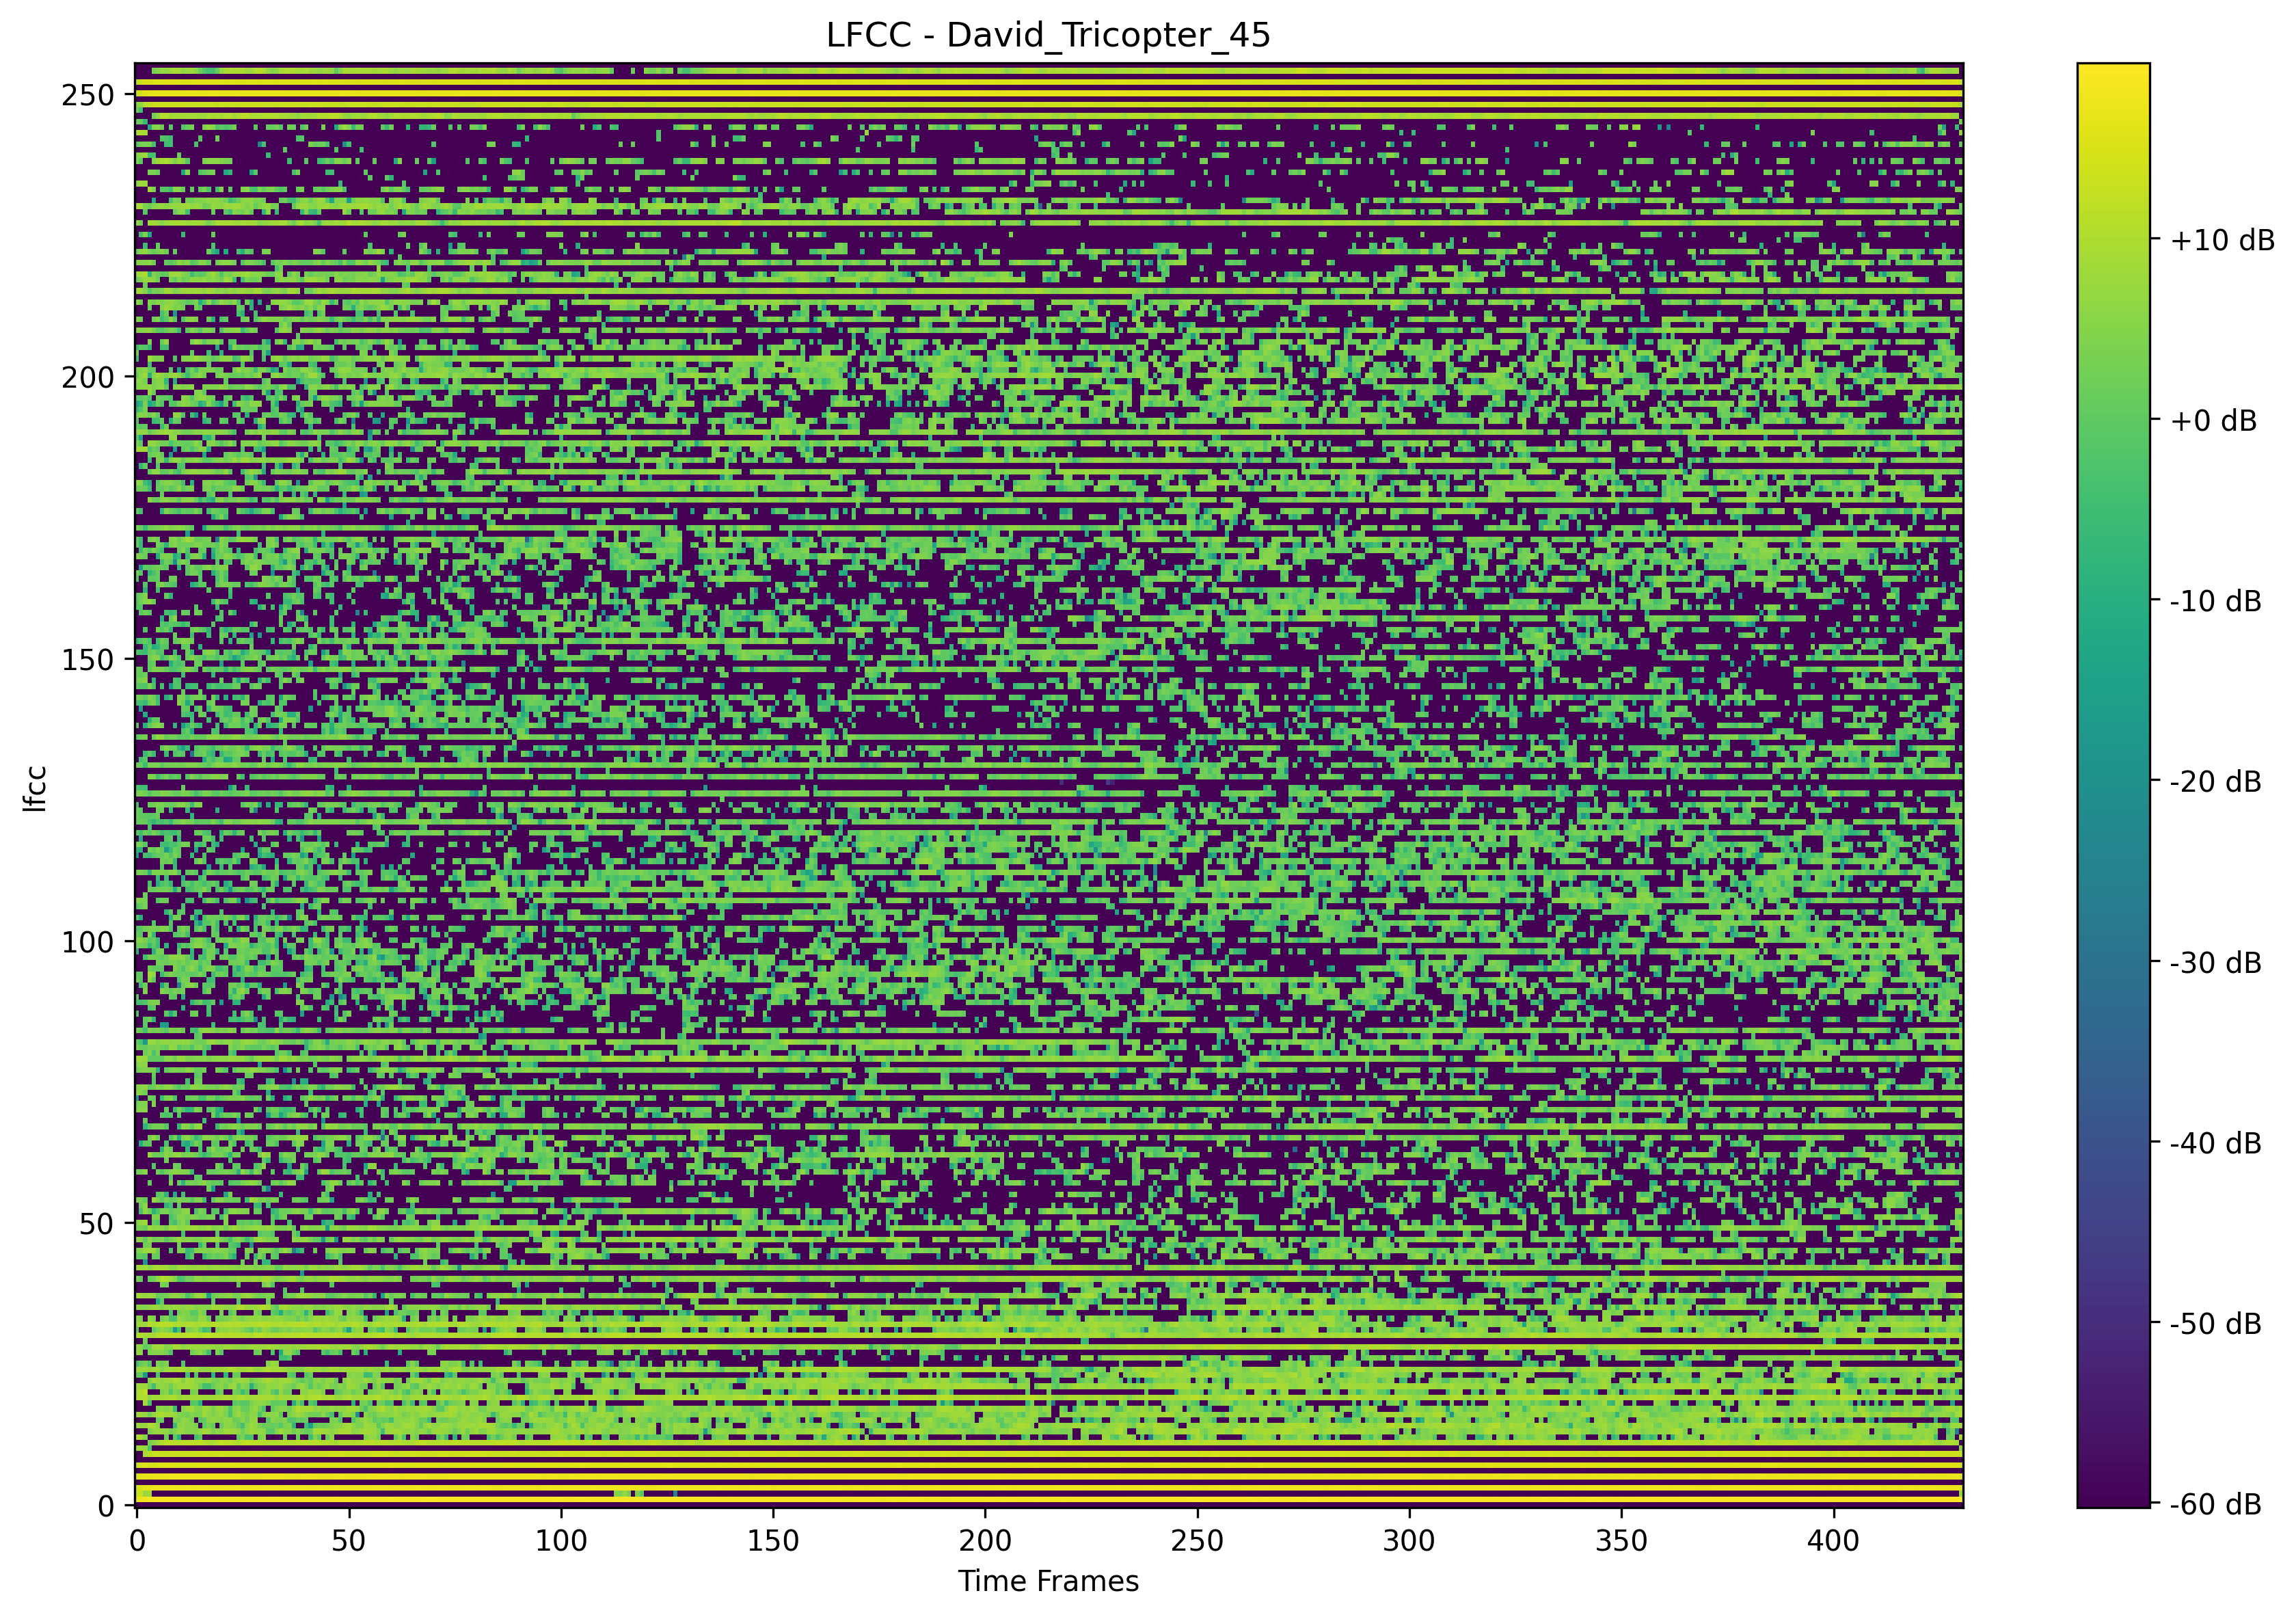 LFCC - David_Tricopter_45
250
200
150
100
50
0
lfcc
0 50 100 150 200 250 300 350 400
Time Frames
+10 dB
+0 dB
-10 dB
-20 dB
-30 dB
-40 dB
-50 dB
-60 dB